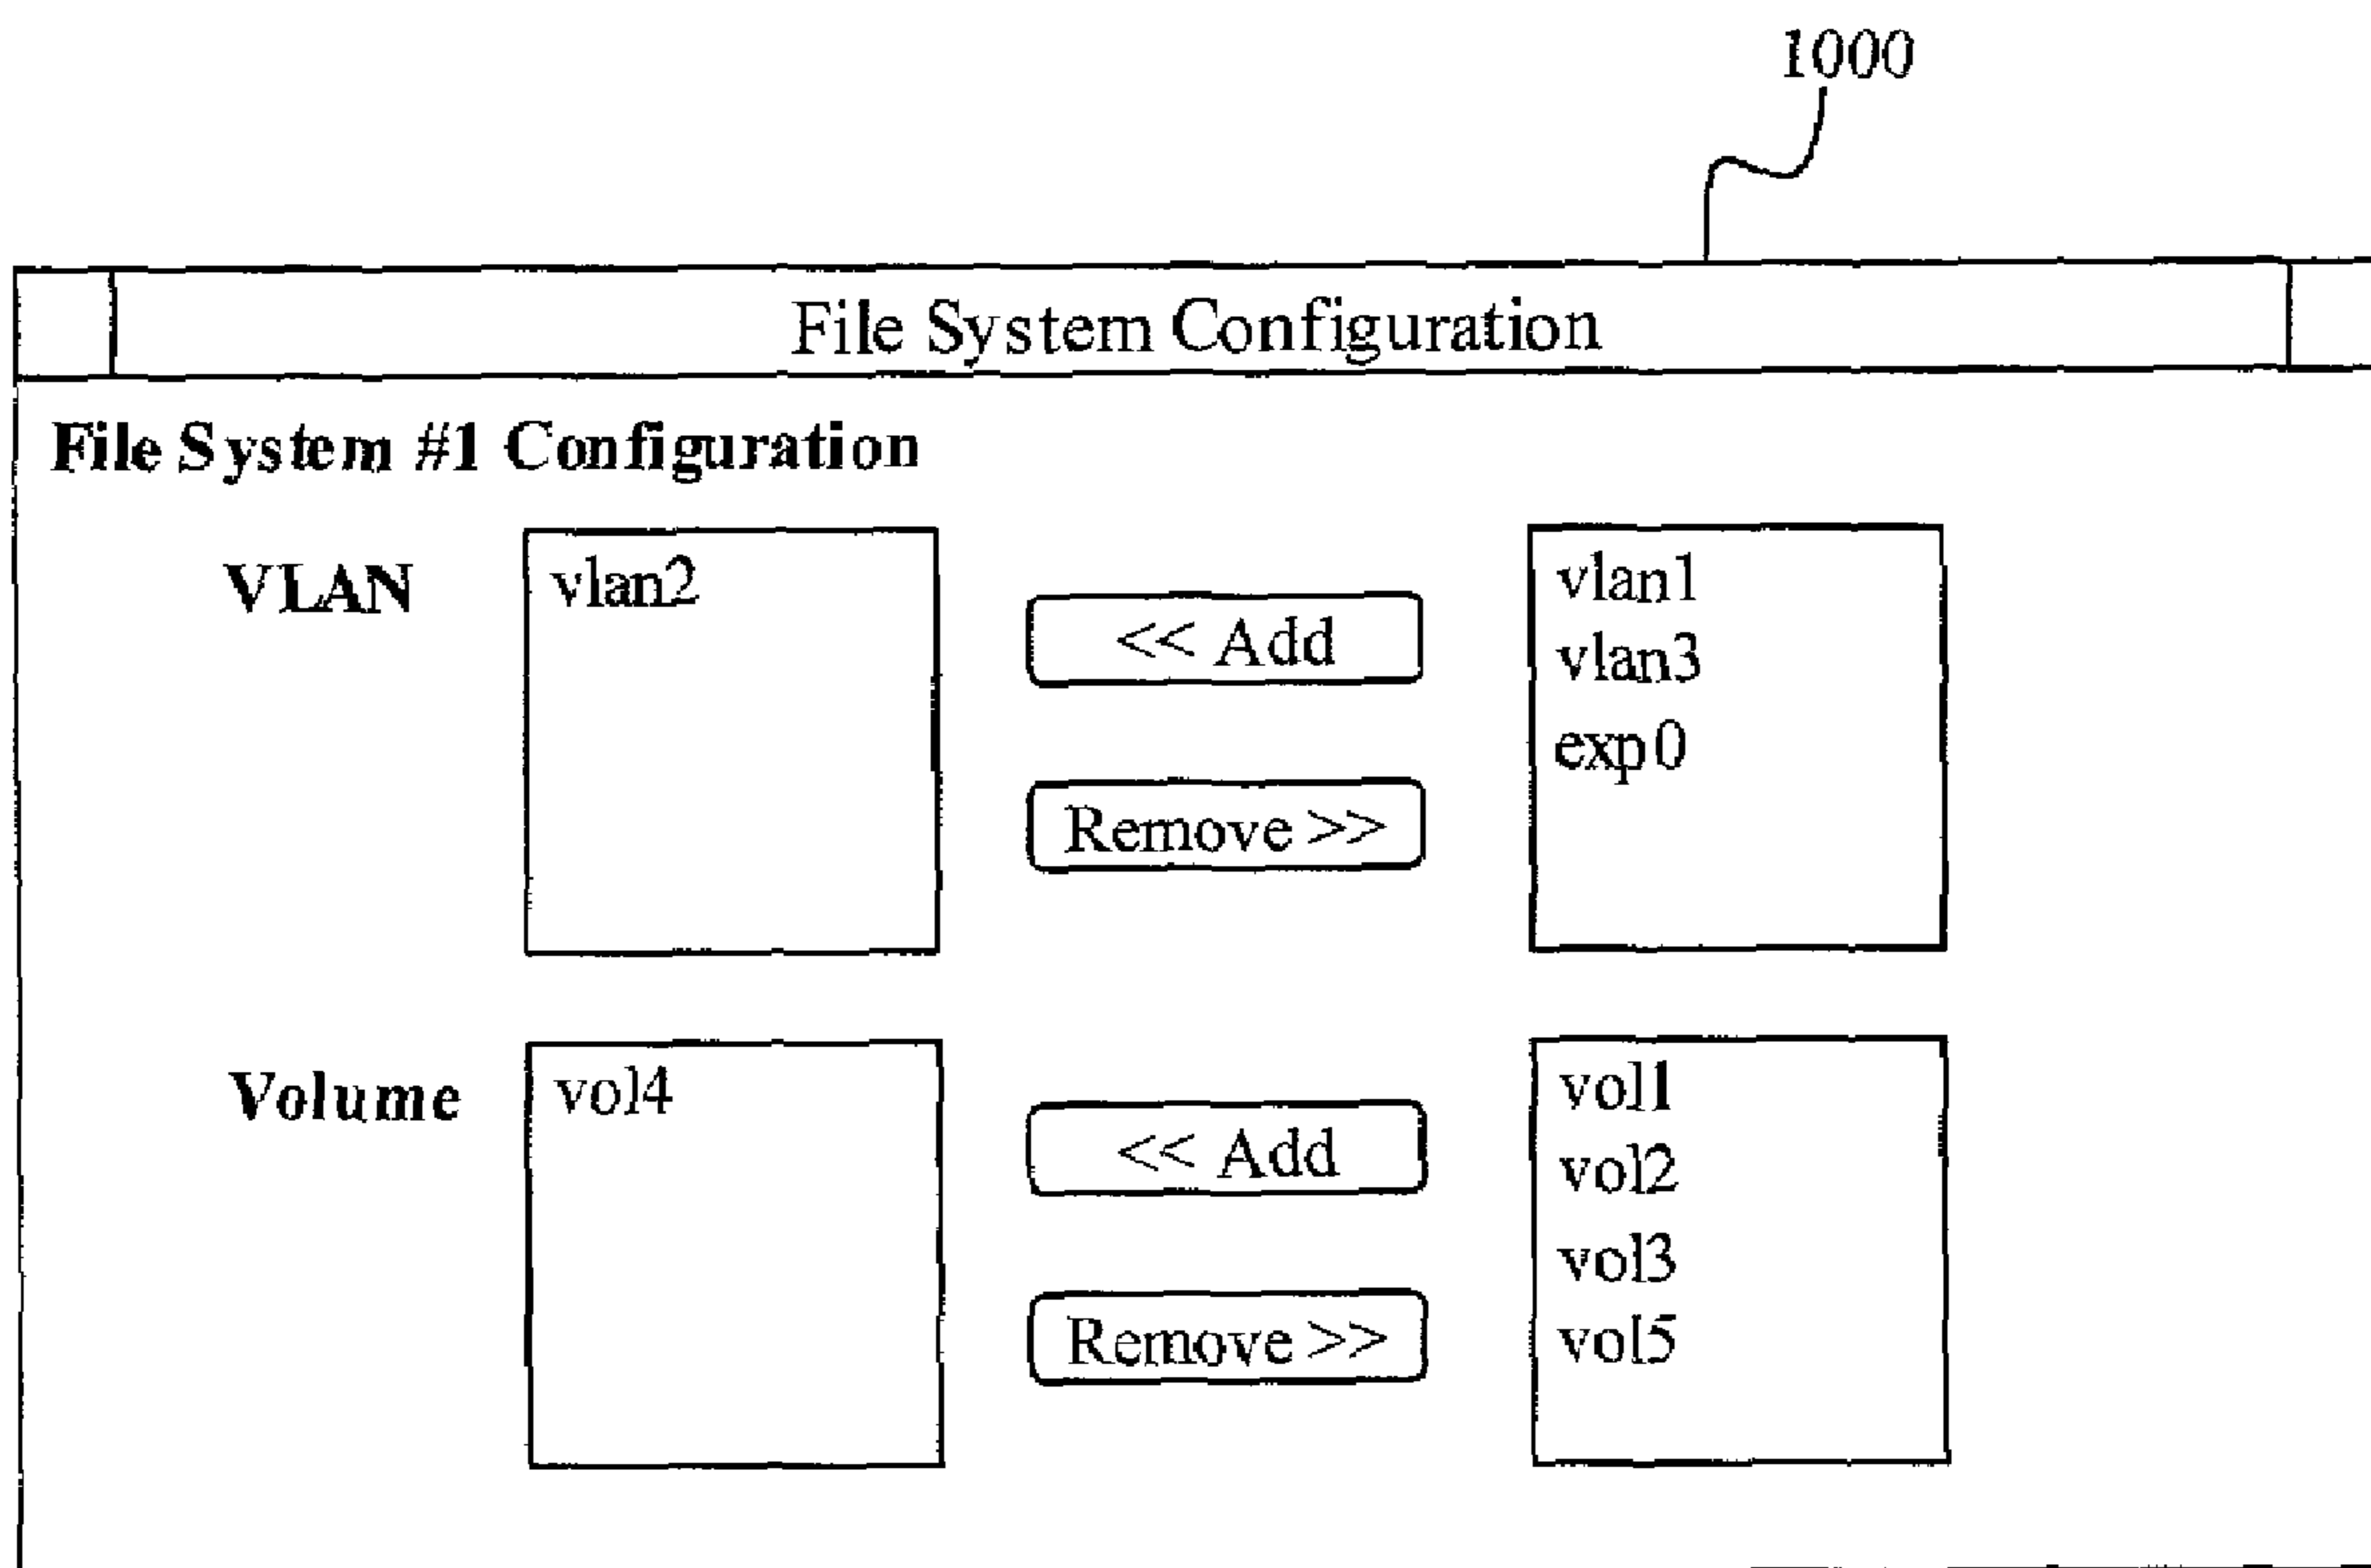 1000
File System Configuration
File System #1 Configuration
VLAN
vlan2
<< Add
Remove >>
vlan1
vlan3
exp0
Volume
vol4
<< Add
Remove >>
vol1
vol2
vol3
vol5